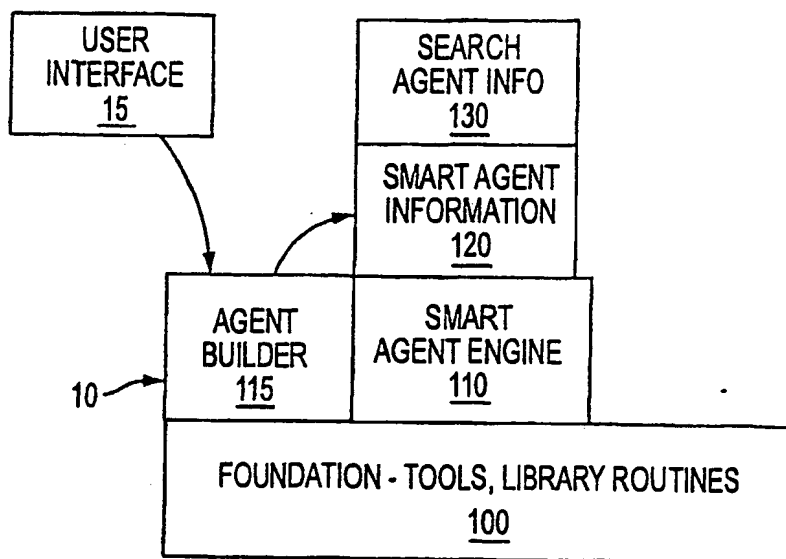 USER
INTERFACE
15
SEARCH
AGENT INFO
130
SMART AGENT
INFORMATION
120
AGENT
BUILDER
115
SMART
AGENT ENGINE
110
10
FOUNDATION - TOOLS, LIBRARY ROUTINES
100